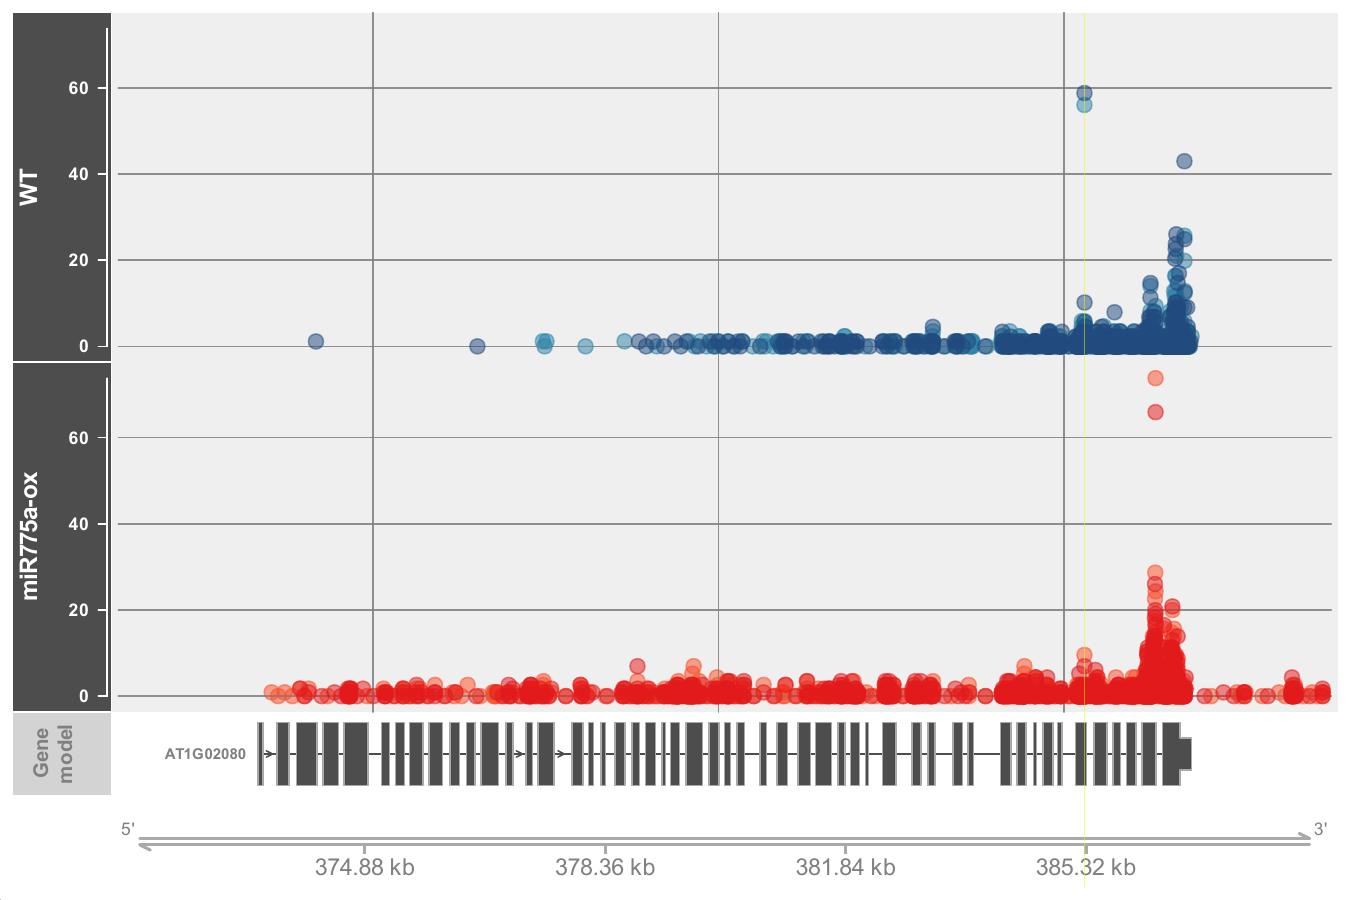 60
40
20
0
WT
60
40
20
0
miR775a-ox
Gene
model
AT1G02080
5'
3'
374.88 kb
378.36 kb
381.84 kb
385.32 kb